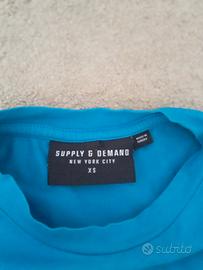 SUPPLY & DEMAND
NEW YORK CITY
XS
subito